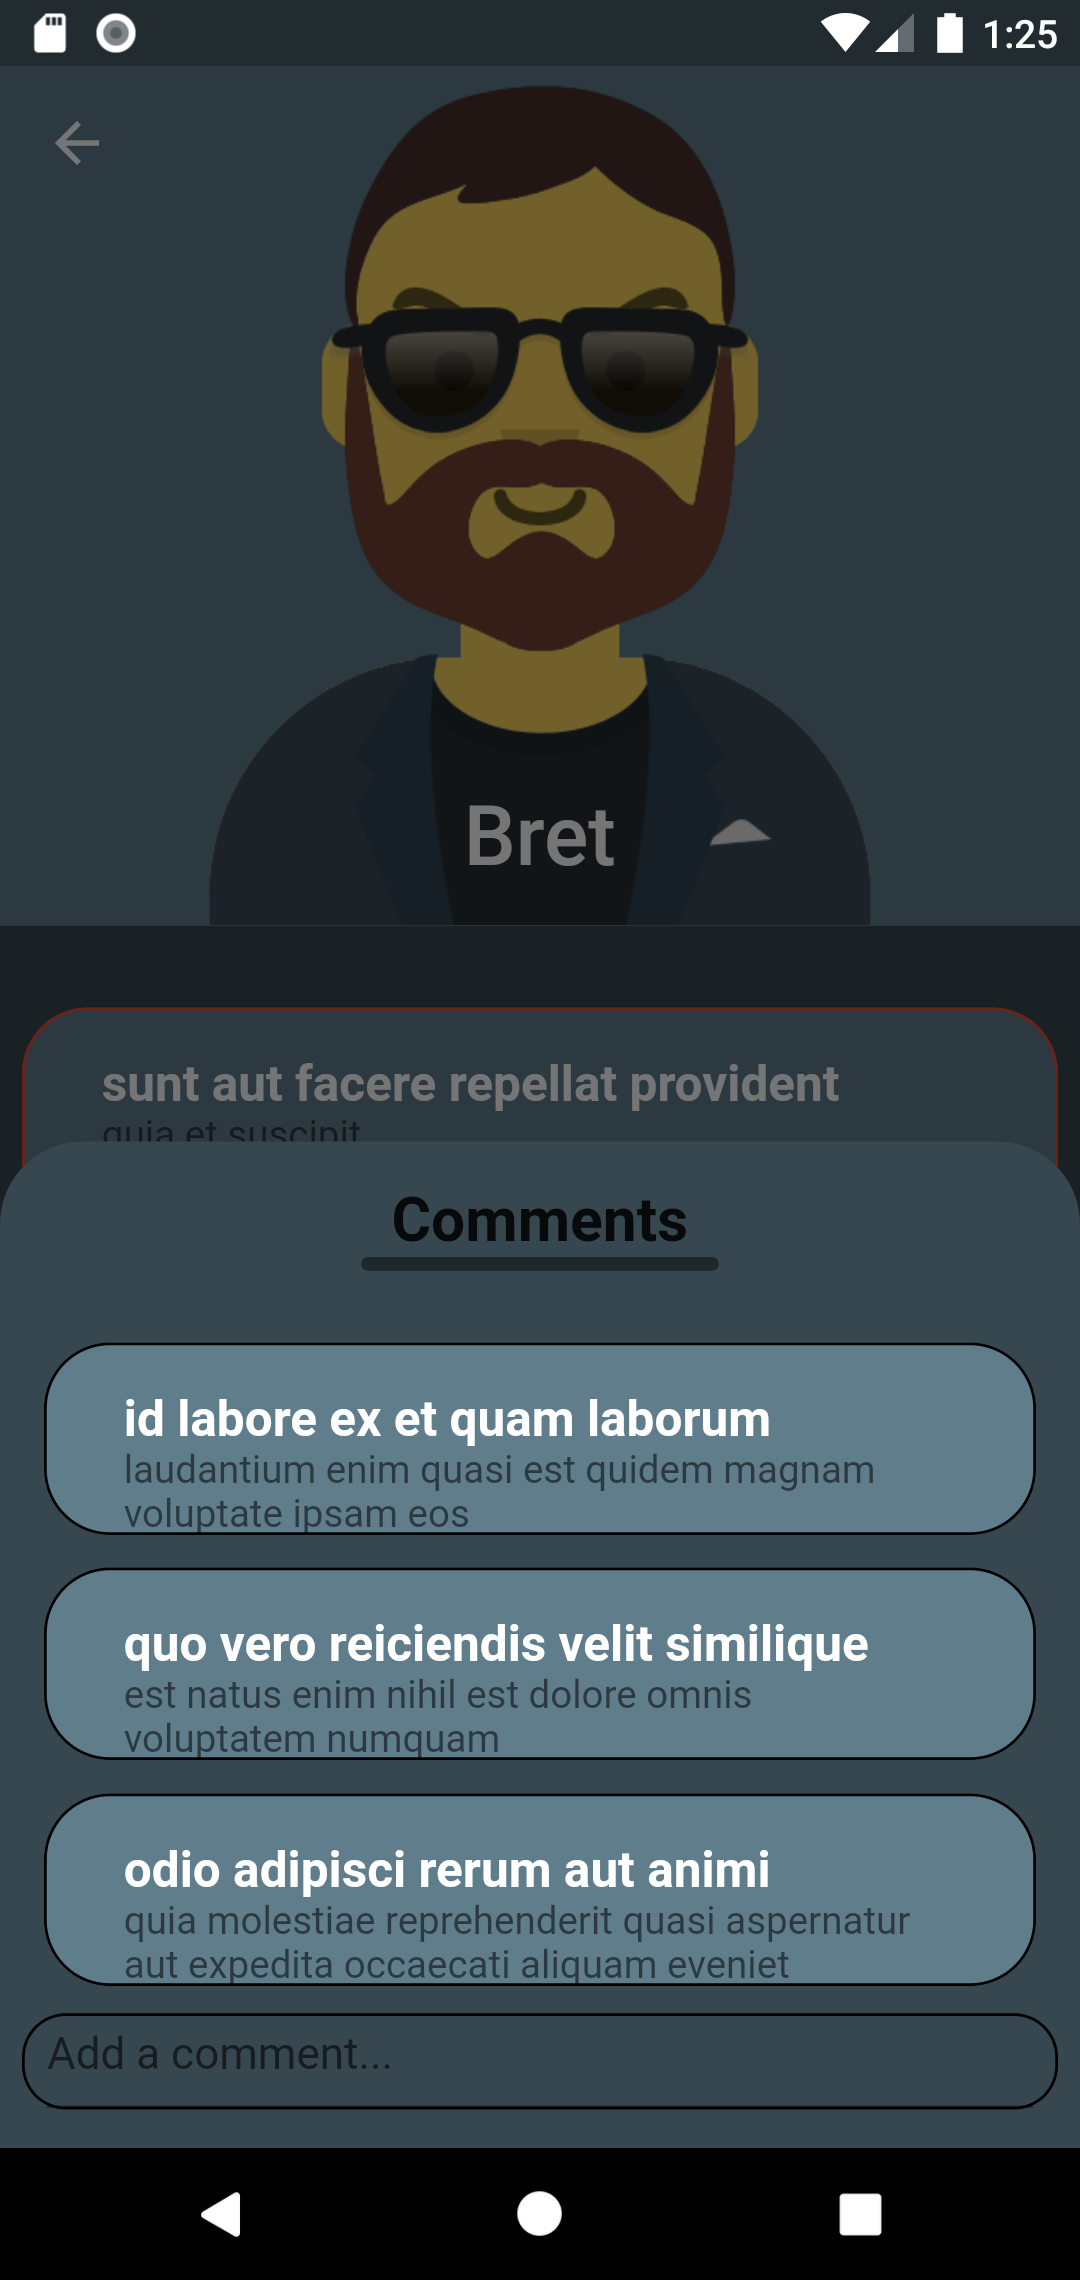 1:25
Bret
sunt aut facere repellat provident
quia et suscipit
Comments
id labore ex et quam laborum
laudantium enim quasi est quidem magnam
voluptate ipsam eos
quo vero reiciendis velit similique
est natus enim nihil est dolore omnis
voluptatem numquam
odio adipisci rerum aut animi
quia molestiae reprehenderit quasi aspernatur
aut expedita occaecati aliquam eveniet
Add a comment...